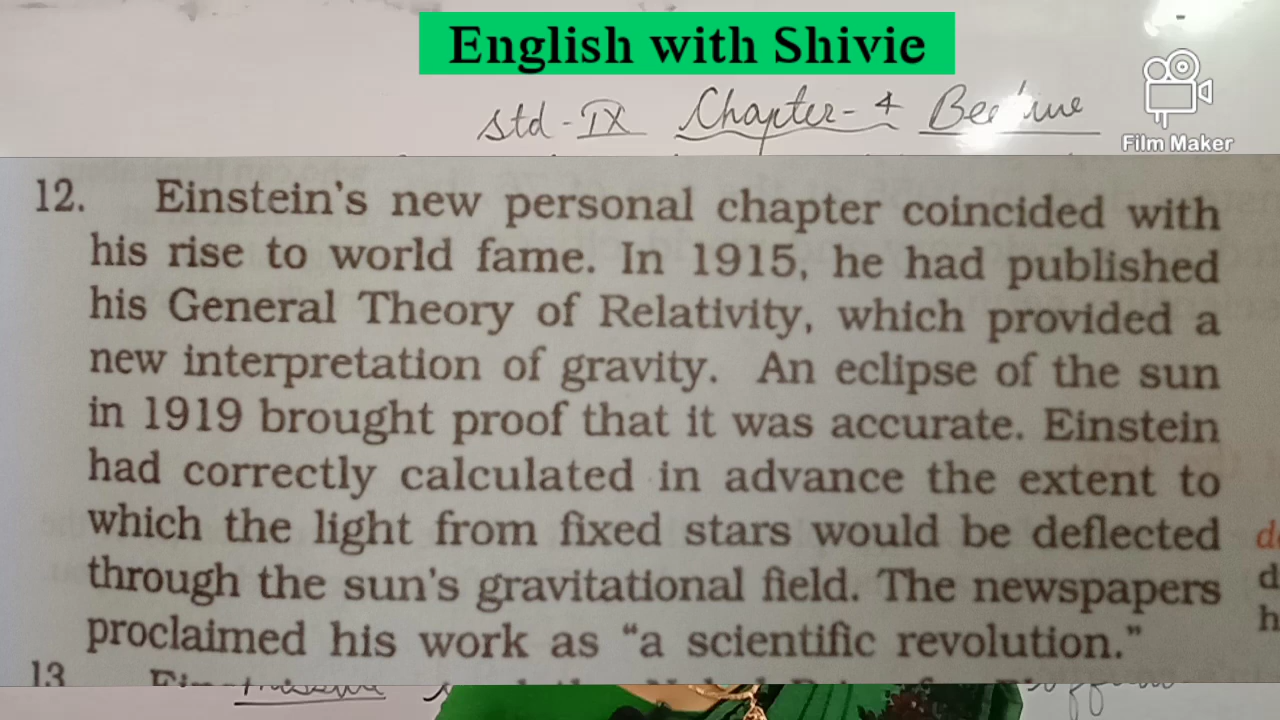 English with Shivie
std - IX Chapter - 4 Beehive
Film Maker
12. Einstein's new personal chapter coincided with
his rise to world fame. In 1915, he had published
his General Theory of Relativity, which provided a
new interpretation of gravity. An eclipse of the sun
in 1919 brought proof that it was accurate. Einstein
had correctly calculated in advance the extent to
which the light from fixed stars would be deflected
through the sun's gravitational field. The newspapers
proclaimed his work as “a scientific revolution.”
13